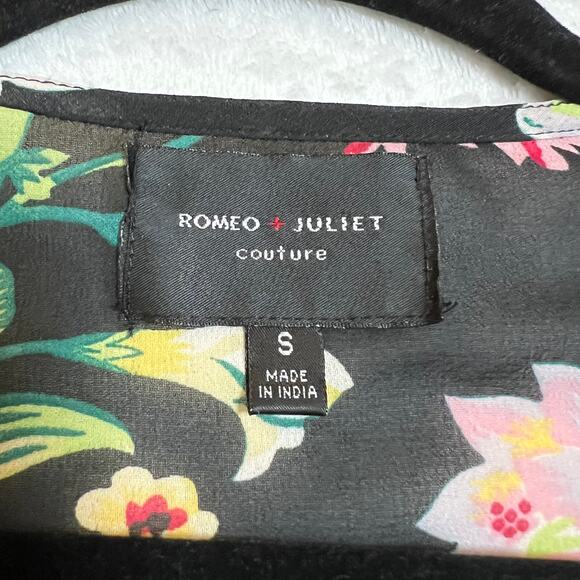 ROMEO + JULIET
couture
S
MADE
IN INDIA